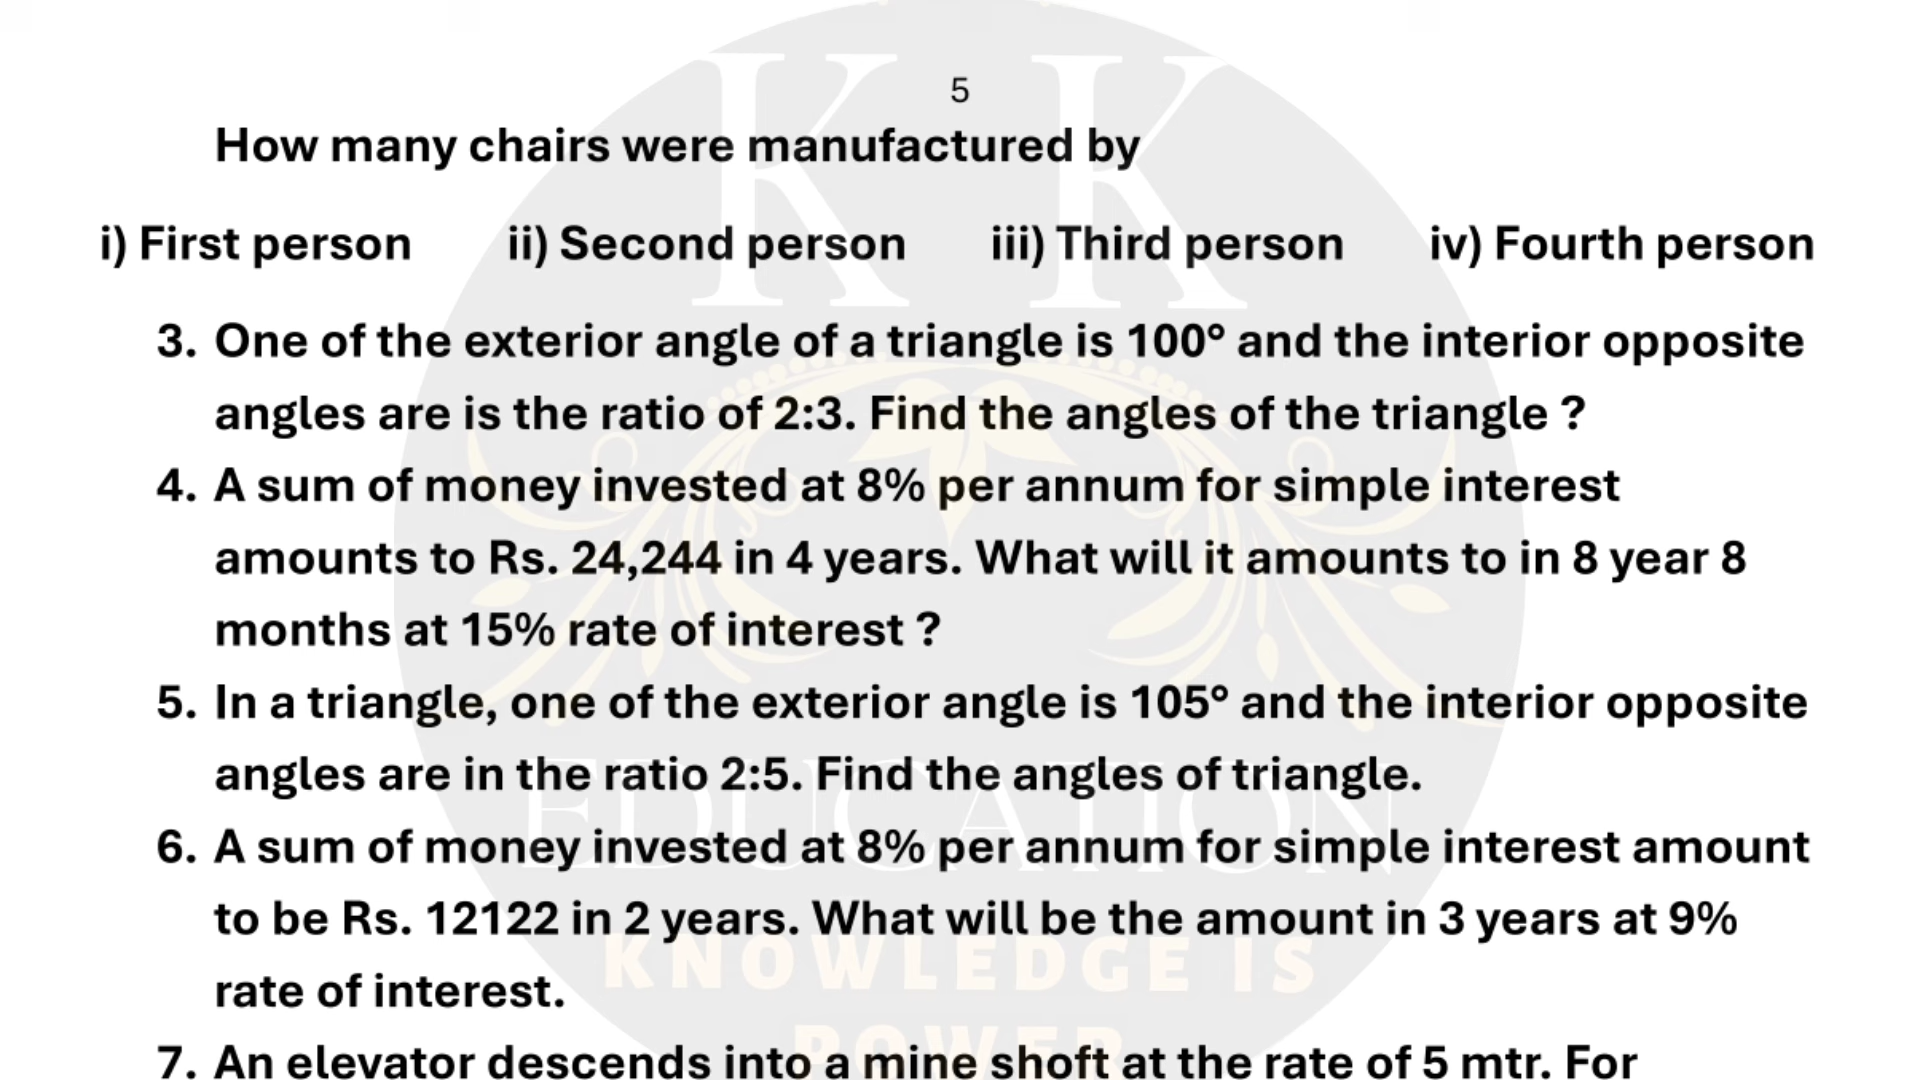 5
How many chairs were manufactured by
i) First person ii) Second person iii) Third person iv) Fourth person
3. One of the exterior angle of a triangle is 100° and the interior opposite
angles are is the ratio of 2:3. Find the angles of the triangle ?
4. A sum of money invested at 8% per annum for simple interest
amounts to Rs. 24,244 in 4 years. What will it amounts to in 8 year 8
months at 15% rate of interest ?
5. In a triangle, one of the exterior angle is 105° and the interior opposite
angles are in the ratio 2:5. Find the angles of triangle.
6. A sum of money invested at 8% per annum for simple interest amount
to be Rs. 12122 in 2 years. What will be the amount in 3 years at 9%
rate of interest.
7. An elevator descends into a mine shoft at the rate of 5 mtr. For
K K
EDUCATION
KNOWLEDGE IS
POWER